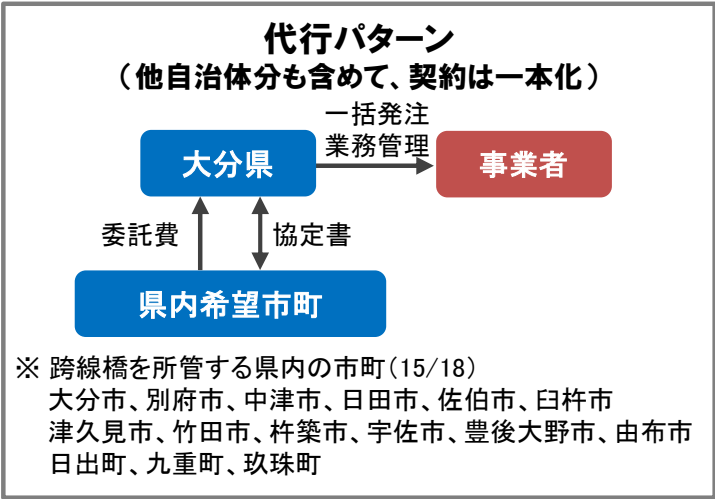 代行パターン
(他自治体分も含めて、契約は一本化)
一括発注
業務管理
大分県
事業者
委託費
協定書
県内希望市町
※ 跨線橋を所管する県内の市町(15/18)
大分市、別府市、中津市、日田市、佐伯市、臼杵市
津久見市、竹田市、杵築市、宇佐市、豊後大野市、由布市
日出町、九重町、玖珠町